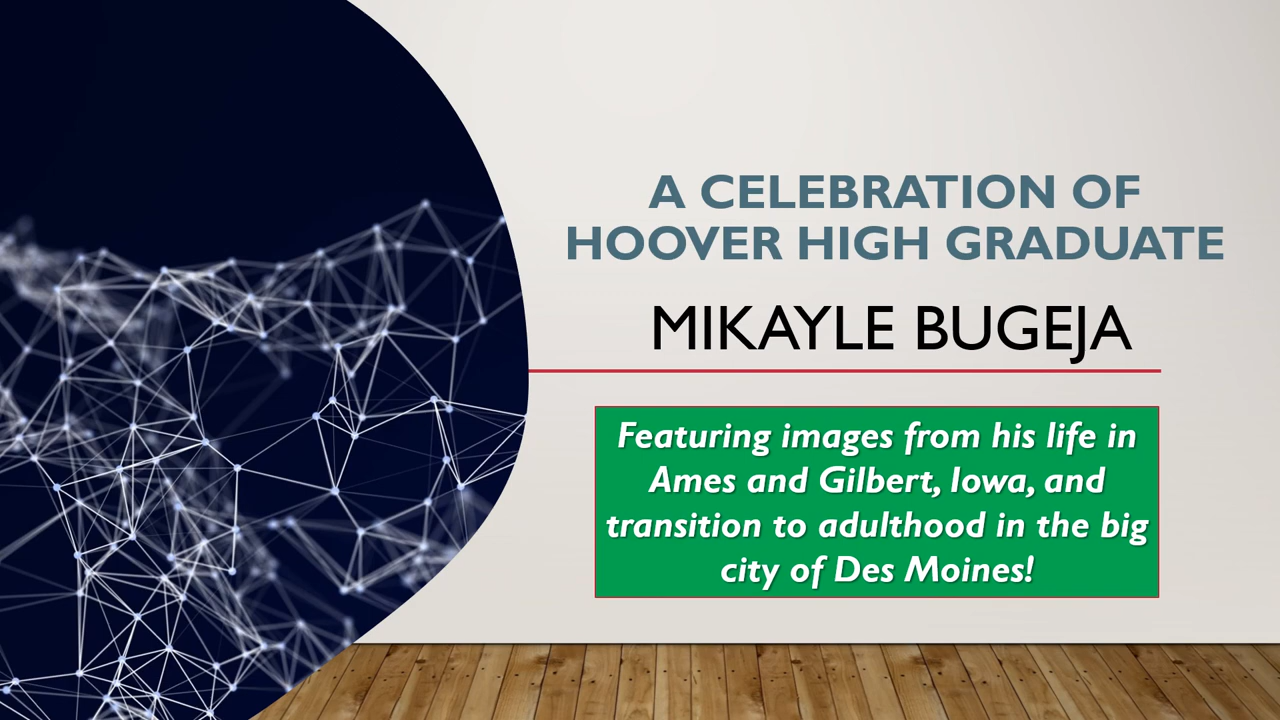 A CELEBRATION OF
HOOVER HIGH GRADUATE
MIKAYLE BUGEJA
Featuring images from his life in
Ames and Gilbert, Iowa, and
transition to adulthood in the big
city of Des Moines!